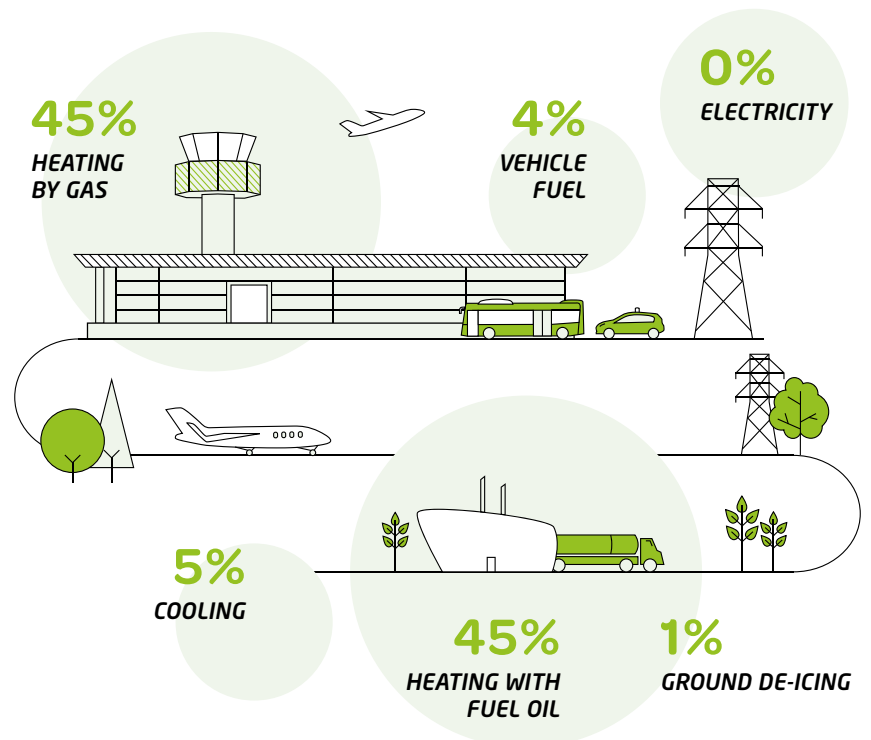 45%
HEATING
BY GAS
4%
VEHICLE
FUEL
0%
ELECTRICITY
5%
COOLING
45%
HEATING WITH
FUEL OIL
1%
GROUND DE-ICING